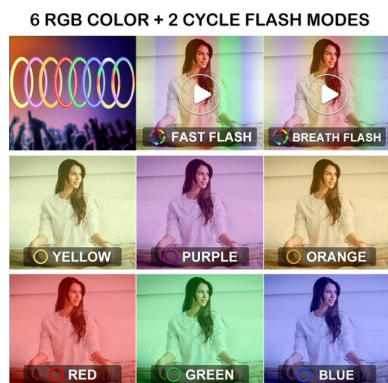 6 RGB COLOR + 2 CYCLE FLASH MODES
FAST FLASH
BREATH FLASH
YELLOW
PURPLE
ORANGE
RED
GREEN
BLUE